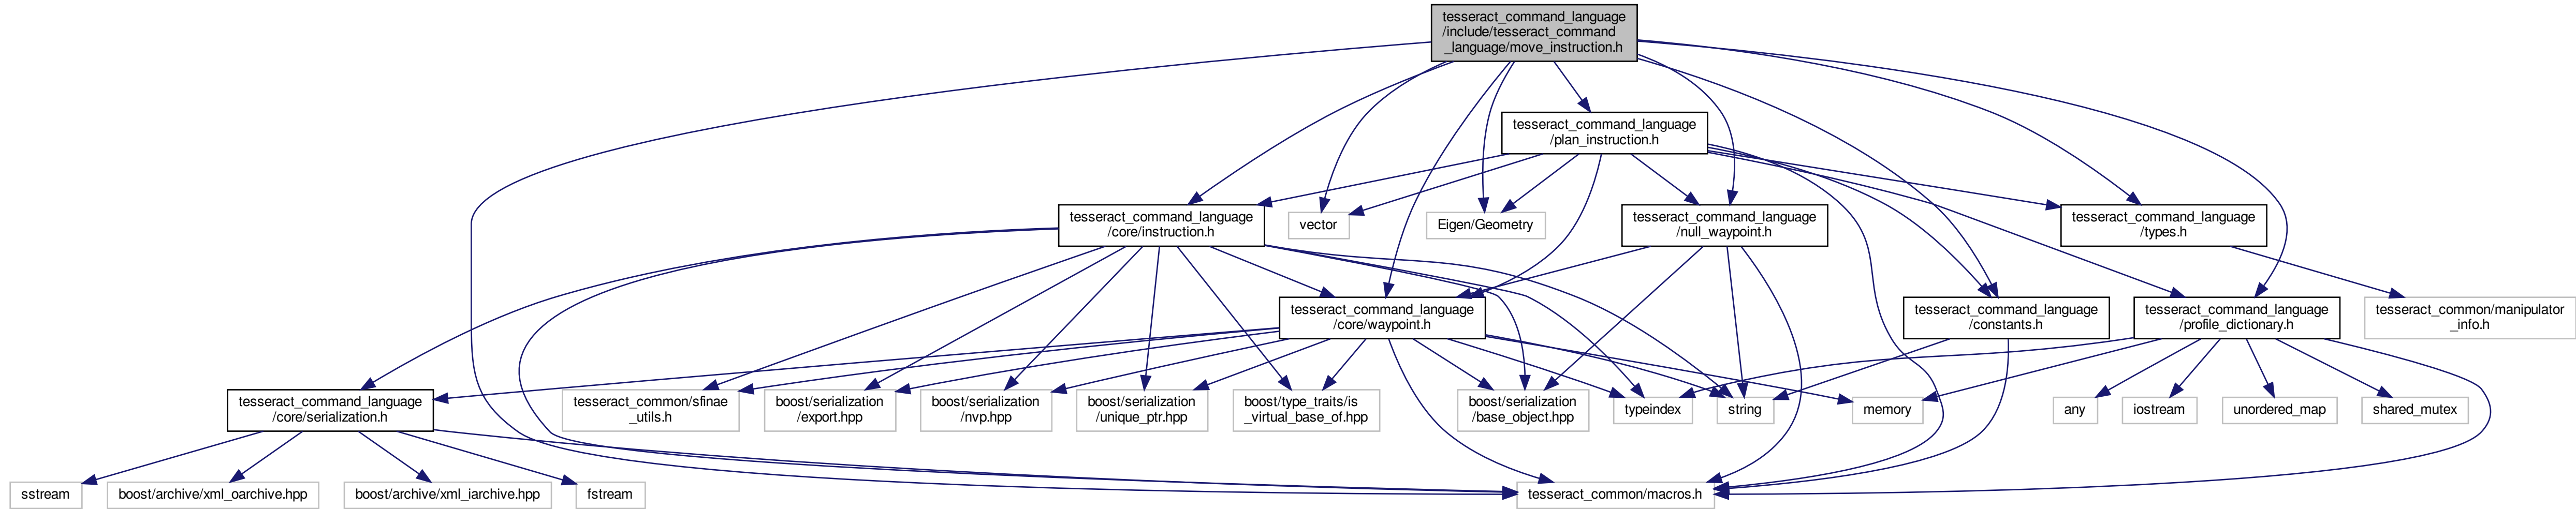 tesseract_command_language
/include/tesseract_command
_language/move_instruction.h
tesseract_command_language
/plan_instruction.h
tesseract_command_language
/core/instruction.h
vector
Eigen/Geometry
tesseract_command_language
/null_waypoint.h
tesseract_command_language
/types.h
tesseract_command_language
/core/waypoint.h
tesseract_command_language
/constants.h
tesseract_command_language
/profile_dictionary.h
tesseract_common/manipulator
_info.h
tesseract_command_language
/core/serialization.h
tesseract_common/sfinae
_utils.h
boost/serialization
/export.hpp
boost/serialization
/nvp.hpp
boost/serialization
/unique_ptr.hpp
boost/type_traits/is
_virtual_base_of.hpp
boost/serialization
/base_object.hpp
typeindex
string
memory
any
iostream
unordered_map
shared_mutex
sstream
boost/archive/xml_oarchive.hpp
boost/archive/xml_iarchive.hpp
fstream
tesseract_common/macros.h